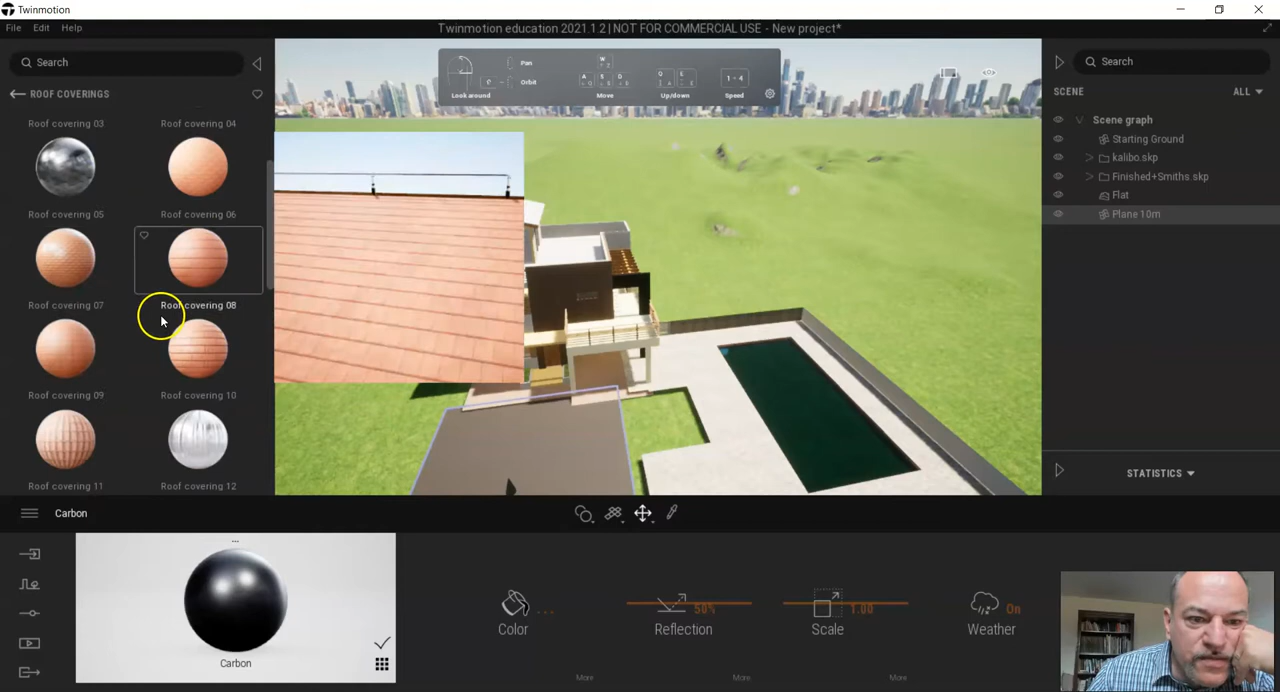 Twinmotion
File Edit Help
Twinmotion education 2021.1.2 | NOT FOR COMMERCIAL USE - New project*
Search
ROOF COVERINGS
Roof covering 03 Roof covering 04
Roof covering 05 Roof covering 06
Roof covering 07 Roof covering 08
Roof covering 09 Roof covering 10
Roof covering 11 Roof covering 12
Pan
Orbit
Look around Move Up/down Speed
1 - 4
Search
SCENE ALL
Scene graph
Starting Ground
kalibo.skp
Finished+Smiths.skp
Flat
Plane 10m
STATISTICS
Carbon
...
Carbon
Color ...
Reflection 50%
Scale 1.00
Weather On
More More More